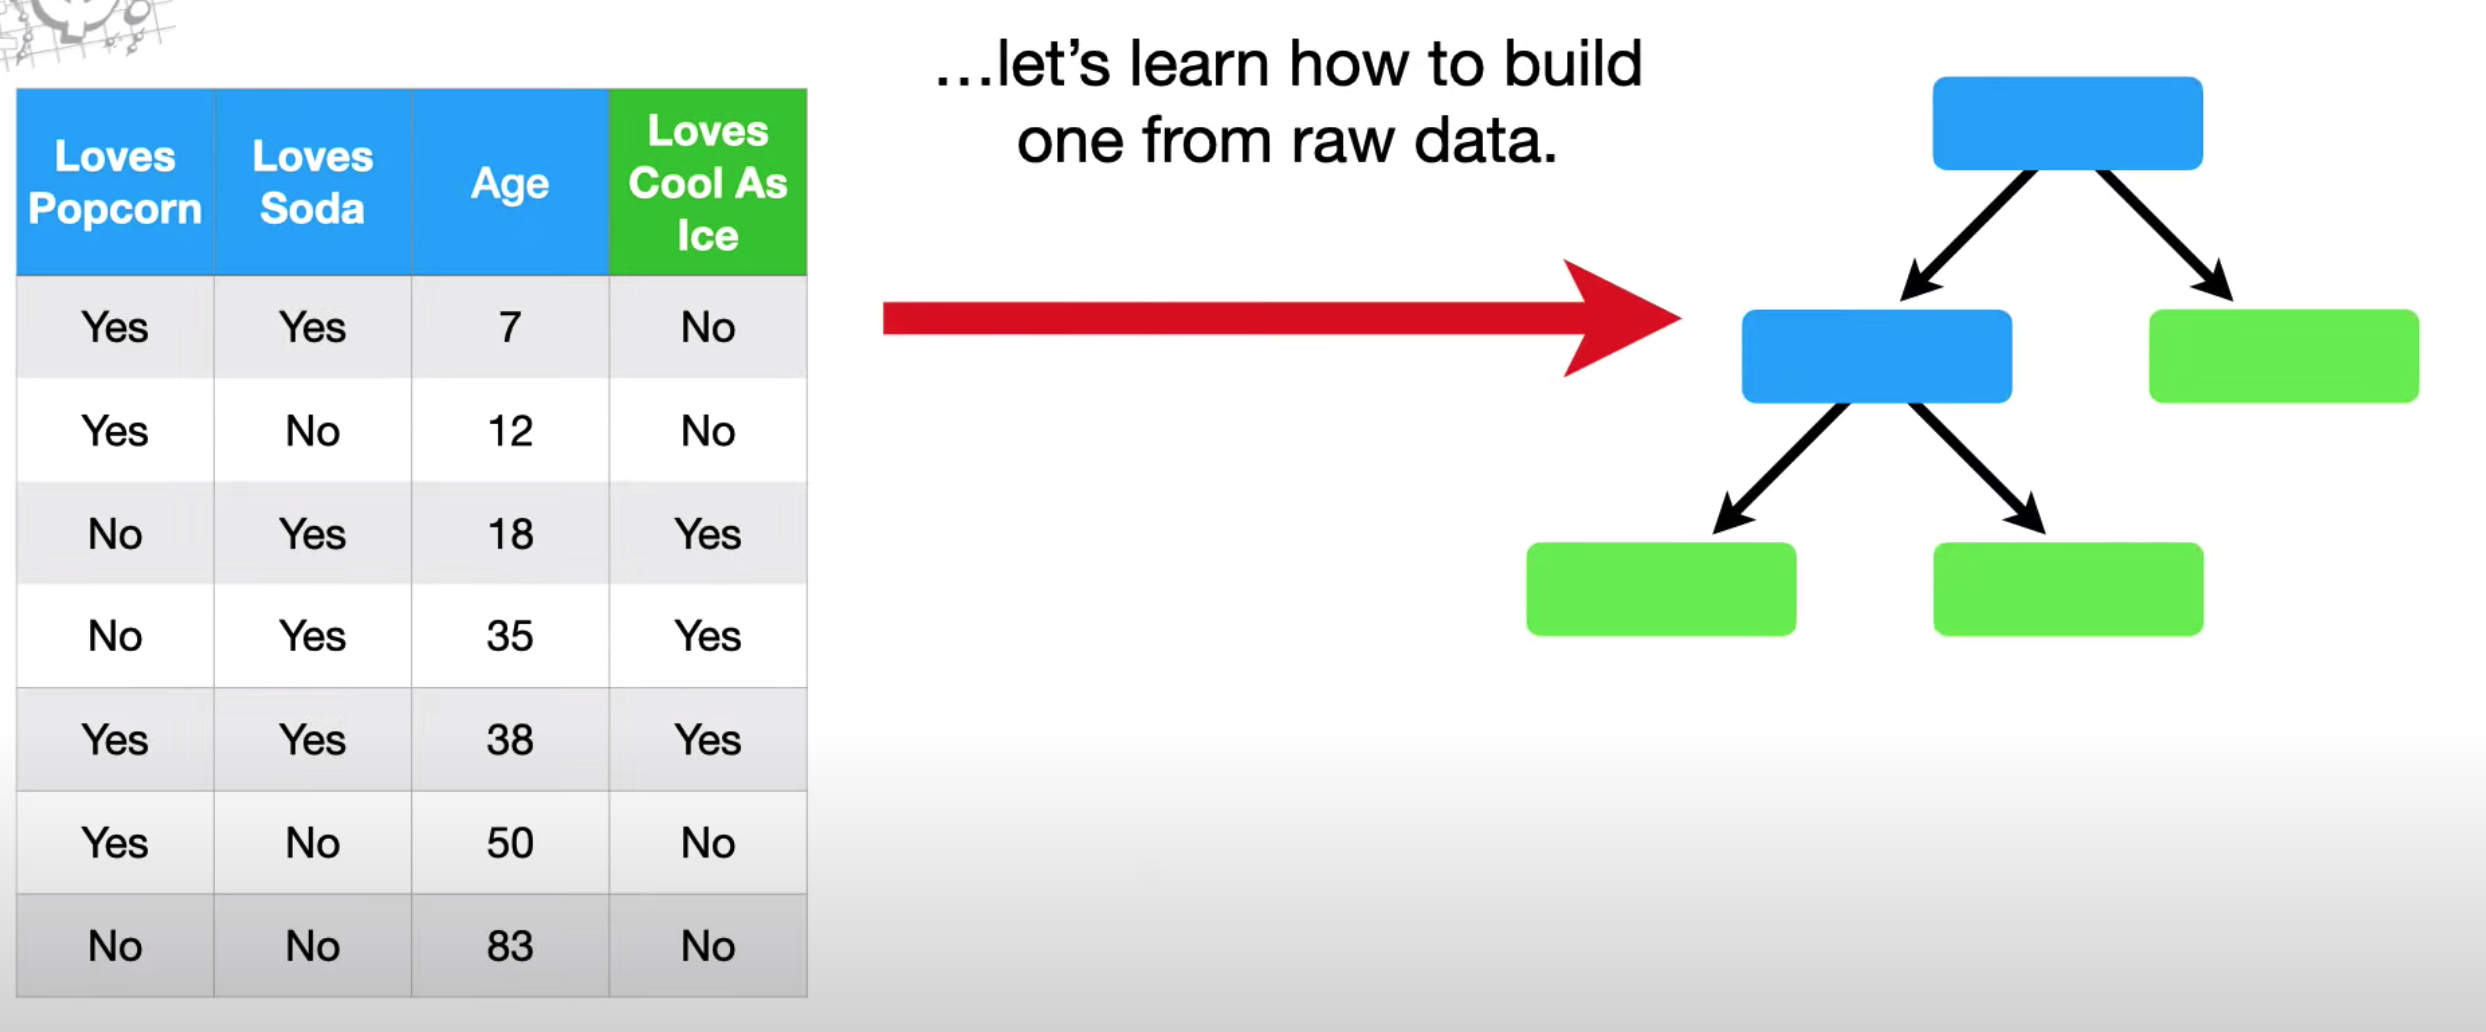 ...let's learn how to build
one from raw data.
Loves Popcorn Loves Soda Age Loves Cool As Ice
Yes Yes 7 No
Yes No 12 No
No Yes 18 Yes
No Yes 35 Yes
Yes Yes 38 Yes
Yes No 50 No
No No 83 No